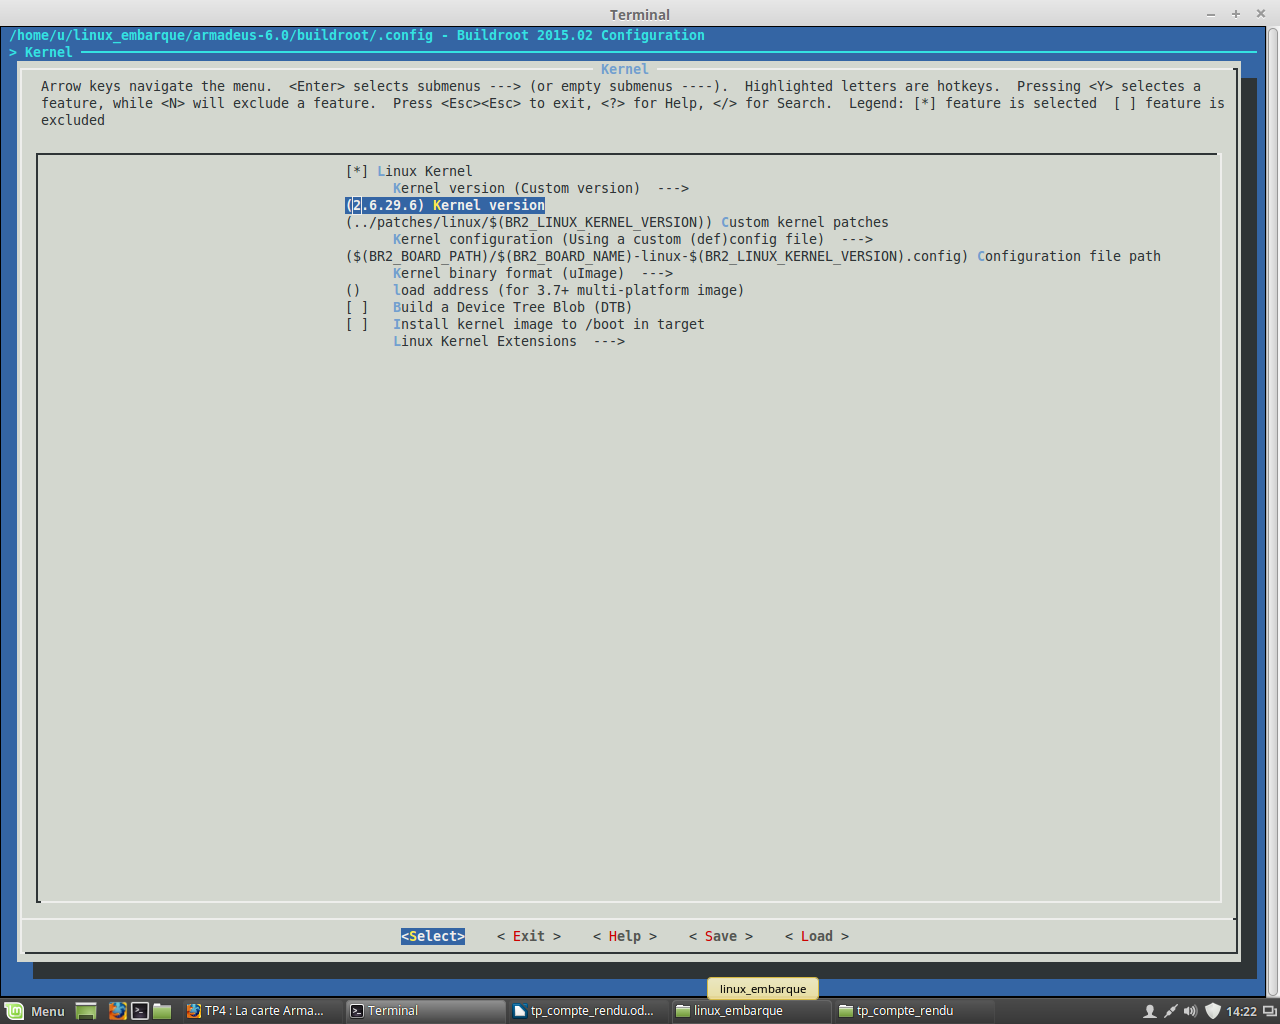 Terminal
/home/u/linux_embarque/armadeus-6.0/buildroot/.config - Buildroot 2015.02 Configuration
> Kernel
Kernel
Arrow keys navigate the menu.  <Enter> selects submenus ---> (or empty submenus ----).  Highlighted letters are hotkeys.  Pressing <Y> selectes a
feature, while <N> will exclude a feature.  Press <Esc><Esc> to exit, <?> for Help, </> for Search.  Legend: [*] feature is selected  [ ] feature is
excluded
[*] Linux Kernel
Kernel version (Custom version)  --->
(2.6.29.6) Kernel version
(../patches/linux/$(BR2_LINUX_KERNEL_VERSION)) Custom kernel patches
Kernel configuration (Using a custom (def)config file)  --->
($(BR2_BOARD_PATH)/$(BR2_BOARD_NAME)-linux-$(BR2_LINUX_KERNEL_VERSION).config) Configuration file path
Kernel binary format (uImage)  --->
()    load address (for 3.7+ multi-platform image)
[ ]   Build a Device Tree Blob (DTB)
[ ]   Install kernel image to /boot in target
Linux Kernel Extensions  --->
<Select>    < Exit >    < Help >    < Save >    < Load >
linux_embarque
Menu TP4 : La carte Arma... Terminal tp_compte_rendu.od... linux_embarque tp_compte_rendu 14:22